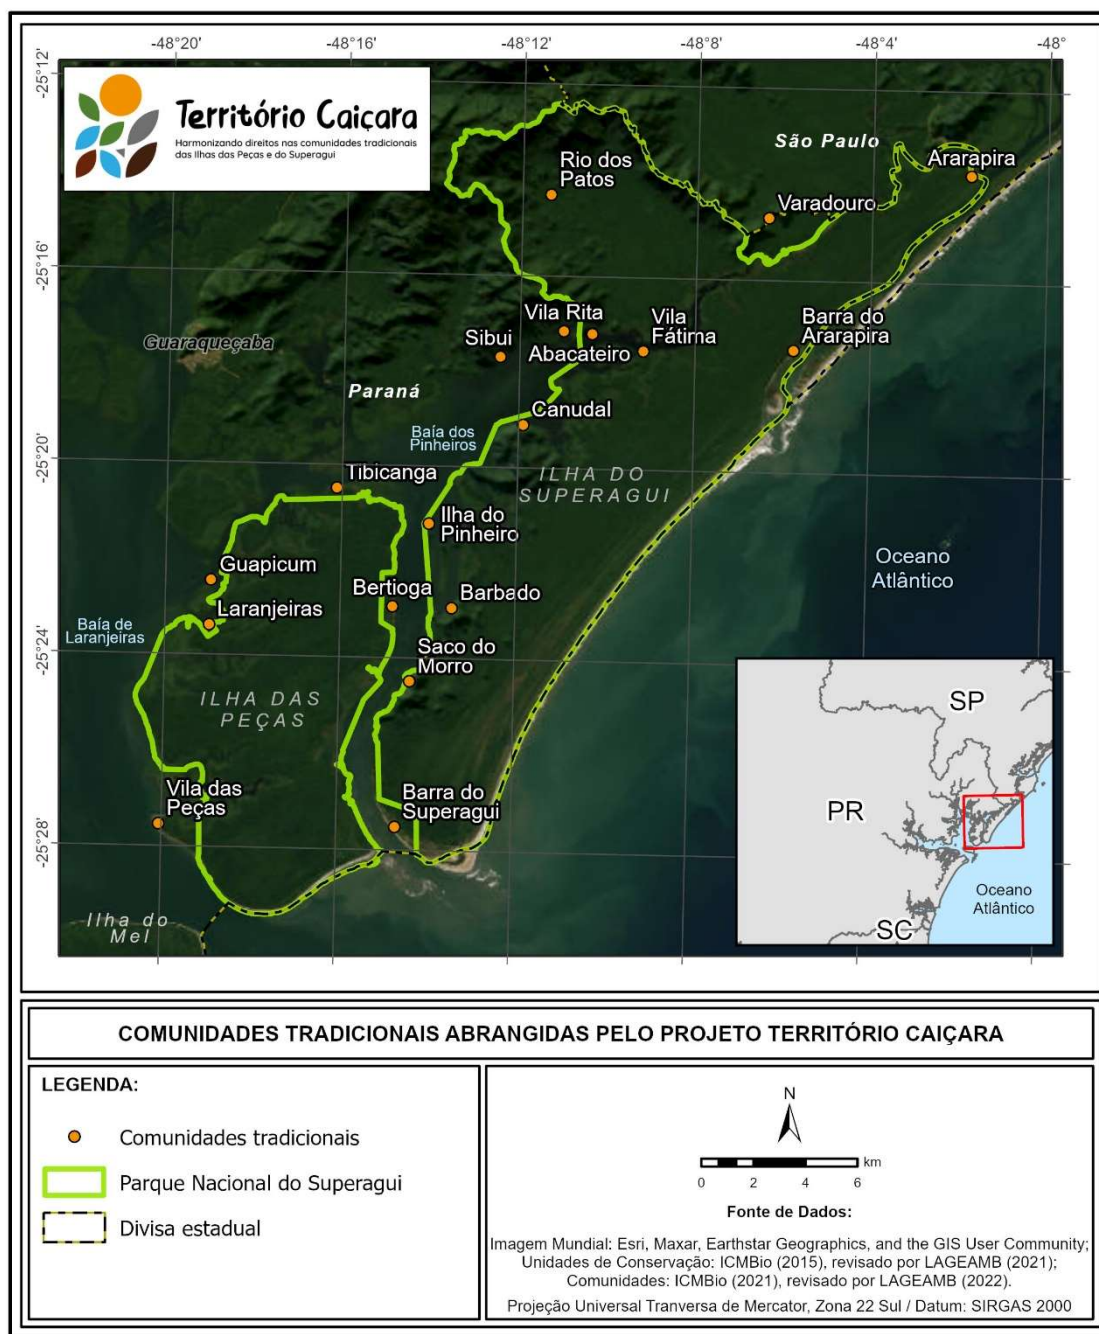 -48°20'
-48°16'
-48°12'
-48°8'
-48°4'
-48°
-25°12'
-25°16'
-25°20'
-25°24'
-25°28'
Território Caiçara
Harmonizando direitos nas comunidades tradicionais
das Ilhas das Peças e do Superagui
São Paulo
Ararapira
Rio dos
Patos
Varadouro
Vila Rita
Vila
Fátima
Barra do
Ararapira
Sibui
Abacateiro
Guaraqueçaba
Paraná
Canudal
Baía dos
Pinheiros
Tibicanga
ILHA DO
SUPERAGUI
Ilha do
Pinheiro
Oceano
Atlântico
Guapicum
Bertioga
Barbado
Laranjeiras
Baía de
Laranjeiras
Saco do
Morro
ILHA DAS
PEÇAS
Vila das
Peças
Barra do
Superagui
Ilha do
Mel
SP
PR
Oceano
Atlântico
SC
COMUNIDADES TRADICIONAIS ABRANGIDAS PELO PROJETO TERRITÓRIO CAIÇARA
LEGENDA:
Comunidades tradicionais
Parque Nacional do Superagui
Divisa estadual
N
km
0 2 4 6
Fonte de Dados:
Imagem Mundial: Esri, Maxar, Earthstar Geographics, and the GIS User Community;
Unidades de Conservação: ICMBio (2015), revisado por LAGEAMB (2021);
Comunidades: ICMBio (2021), revisado por LAGEAMB (2022).
Projeção Universal Tranversa de Mercator, Zona 22 Sul / Datum: SIRGAS 2000